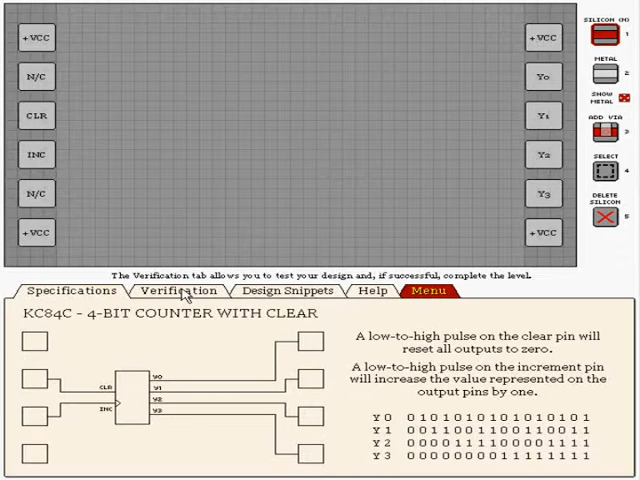 SILICON (N)
+VCC
+VCC
1
N/C
Y0
METAL
2
SHOW
METAL
CLR
Y1
ADD VIA
3
INC
Y2
SELECT
4
N/C
Y3
DELETE
SILICON
5
+VCC
+VCC
The Verification tab allows you to test your design and, if successful, complete the level.
Specifications Verification Design Snippets Help Menu
KC84C - 4-BIT COUNTER WITH CLEAR
CLR
INC
Y0
Y1
Y2
Y3
A low-to-high pulse on the clear pin will
reset all outputs to zero.
A low-to-high pulse on the increment pin
will increase the value represented on the
output pins by one.
Y 0 0 1 0 1 0 1 0 1 0 1 0 1 0 1 0 1
Y 1 0 0 1 1 0 0 1 1 0 0 1 1 0 0 1 1
Y 2 0 0 0 0 1 1 1 1 0 0 0 0 1 1 1 1
Y 3 0 0 0 0 0 0 0 0 1 1 1 1 1 1 1 1